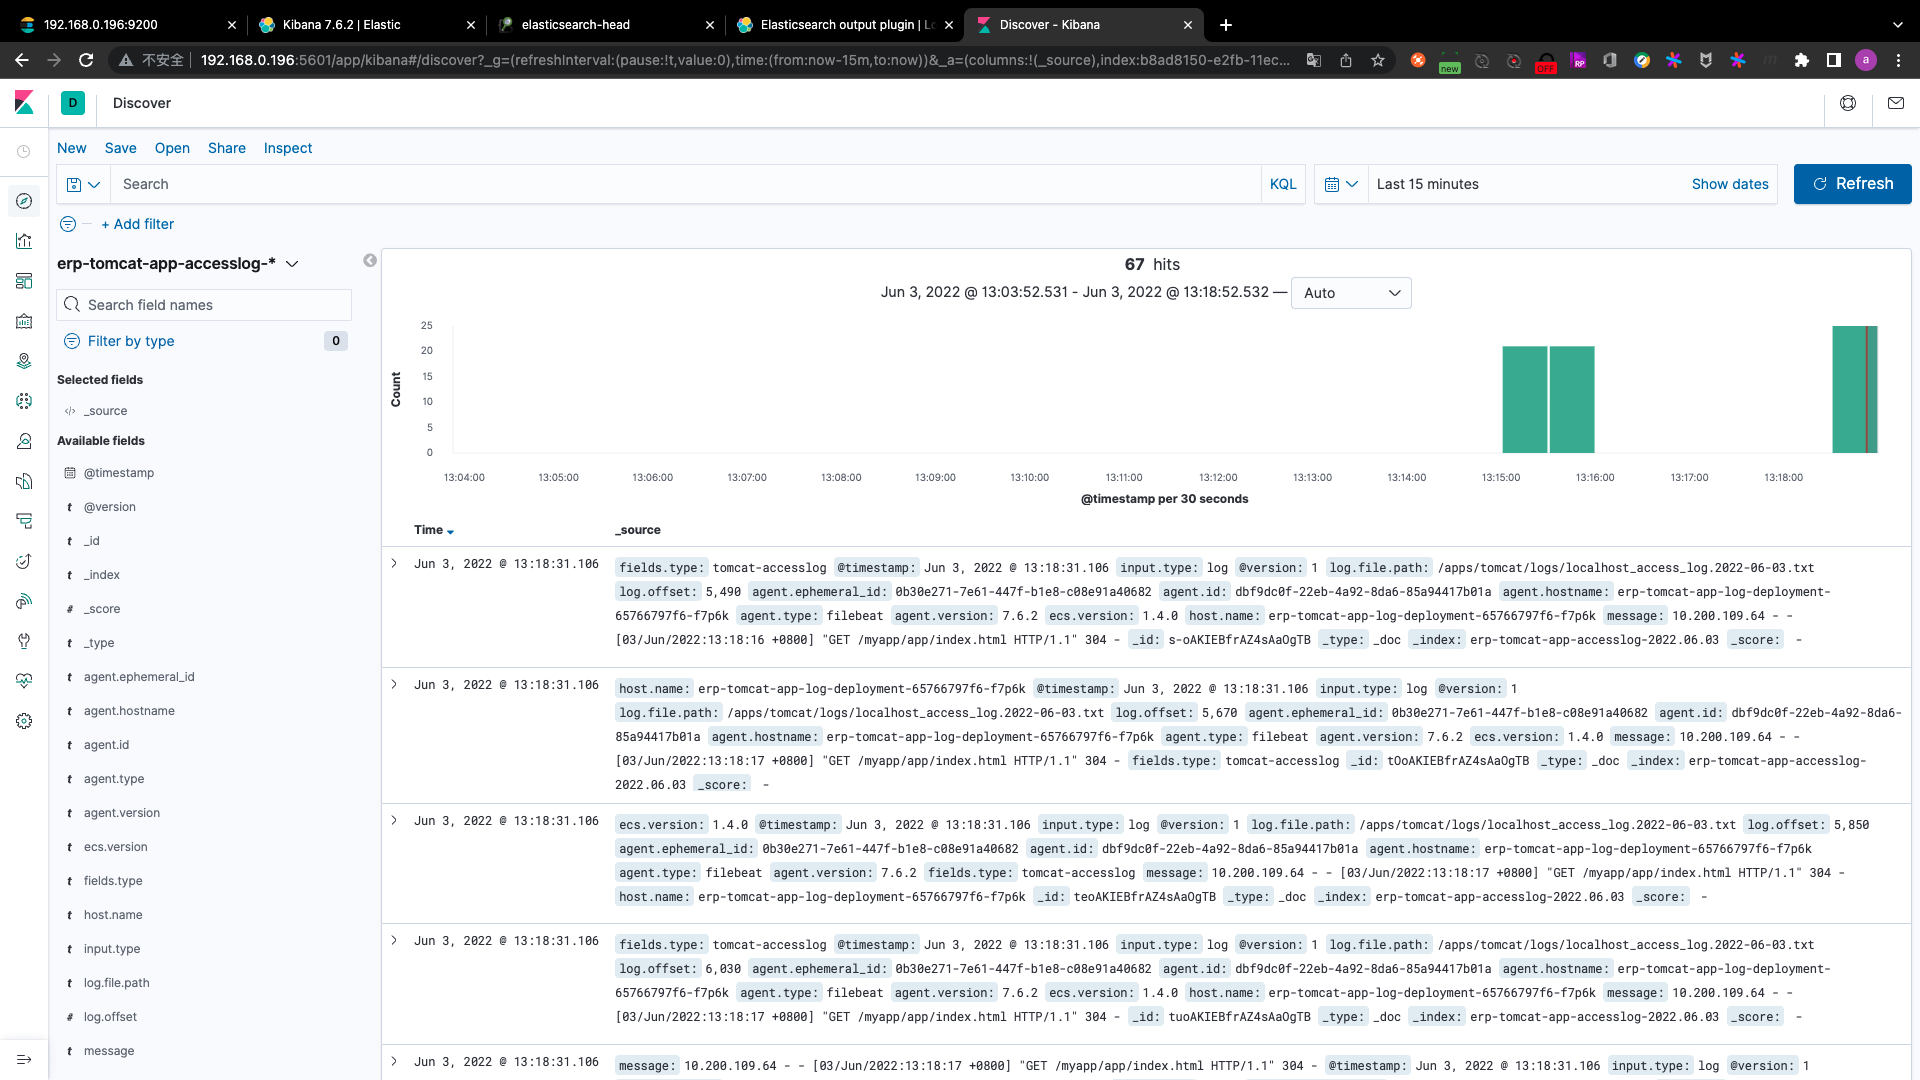 192.168.0.196:9200
Kibana 7.6.2 | Elastic
elasticsearch-head
Elasticsearch output plugin | Lo
Discover - Kibana
不安全
192.168.0.196:5601/app/kibana#/discover?_g=(refreshInterval:(pause:!t,value:0),time:(from:now-15m,to:now))&_a=(columns:!(_source),index:b8ad8150-e2fb-11ec...
new
OFF
RP
a
D
Discover
New Save Open Share Inspect
Search
KQL
Last 15 minutes
Show dates
Refresh
+ Add filter
erp-tomcat-app-accesslog-*
Search field names
Filter by type
0
Selected fields
_source
Available fields
@timestamp
t @version
t _id
t _index
# _score
t _type
t agent.ephemeral_id
t agent.hostname
t agent.id
t agent.type
t agent.version
t ecs.version
t fields.type
t host.name
t input.type
t log.file.path
# log.offset
t message
67 hits
Jun 3, 2022 @ 13:03:52.531 - Jun 3, 2022 @ 13:18:52.532 —
Auto
Count
25
20
15
10
5
0
13:04:00 13:05:00 13:06:00 13:07:00 13:08:00 13:09:00 13:10:00 13:11:00 13:12:00 13:13:00 13:14:00 13:15:00 13:16:00 13:17:00 13:18:00
@timestamp per 30 seconds
Time _source
Jun 3, 2022 @ 13:18:31.106 fields.type: tomcat-accesslog @timestamp: Jun 3, 2022 @ 13:18:31.106 input.type: log @version: 1 log.file.path: /apps/tomcat/logs/localhost_access_log.2022-06-03.txt
log.offset: 5,490 agent.ephemeral_id: 0b30e271-7e61-447f-b1e8-c08e91a40682 agent.id: dbf9dc0f-22eb-4a92-8da6-85a94417b01a agent.hostname: erp-tomcat-app-log-deployment-
65766797f6-f7p6k agent.type: filebeat agent.version: 7.6.2 ecs.version: 1.4.0 host.name: erp-tomcat-app-log-deployment-65766797f6-f7p6k message: 10.200.109.64 - -
[03/Jun/2022:13:18:16 +0800] "GET /myapp/app/index.html HTTP/1.1" 304 - _id: s-oAKIEBfrAZ4sAaOgTB _type: _doc _index: erp-tomcat-app-accesslog-2022.06.03 _score: -
Jun 3, 2022 @ 13:18:31.106 host.name: erp-tomcat-app-log-deployment-65766797f6-f7p6k @timestamp: Jun 3, 2022 @ 13:18:31.106 input.type: log @version: 1
log.file.path: /apps/tomcat/logs/localhost_access_log.2022-06-03.txt log.offset: 5,670 agent.ephemeral_id: 0b30e271-7e61-447f-b1e8-c08e91a40682 agent.id: dbf9dc0f-22eb-4a92-8da6-
85a94417b01a agent.hostname: erp-tomcat-app-log-deployment-65766797f6-f7p6k agent.type: filebeat agent.version: 7.6.2 ecs.version: 1.4.0 message: 10.200.109.64 - -
[03/Jun/2022:13:18:17 +0800] "GET /myapp/app/index.html HTTP/1.1" 304 - fields.type: tomcat-accesslog _id: tOoAKIEBfrAZ4sAaOgTB _type: _doc _index: erp-tomcat-app-accesslog-
2022.06.03 _score: -
Jun 3, 2022 @ 13:18:31.106 ecs.version: 1.4.0 @timestamp: Jun 3, 2022 @ 13:18:31.106 input.type: log @version: 1 log.file.path: /apps/tomcat/logs/localhost_access_log.2022-06-03.txt log.offset: 5,850
agent.ephemeral_id: 0b30e271-7e61-447f-b1e8-c08e91a40682 agent.id: dbf9dc0f-22eb-4a92-8da6-85a94417b01a agent.hostname: erp-tomcat-app-log-deployment-65766797f6-f7p6k
agent.type: filebeat agent.version: 7.6.2 fields.type: tomcat-accesslog message: 10.200.109.64 - - [03/Jun/2022:13:18:17 +0800] "GET /myapp/app/index.html HTTP/1.1" 304 -
host.name: erp-tomcat-app-log-deployment-65766797f6-f7p6k _id: teoAKIEBfrAZ4sAaOgTB _type: _doc _index: erp-tomcat-app-accesslog-2022.06.03 _score: -
Jun 3, 2022 @ 13:18:31.106 fields.type: tomcat-accesslog @timestamp: Jun 3, 2022 @ 13:18:31.106 input.type: log @version: 1 log.file.path: /apps/tomcat/logs/localhost_access_log.2022-06-03.txt
log.offset: 6,030 agent.ephemeral_id: 0b30e271-7e61-447f-b1e8-c08e91a40682 agent.id: dbf9dc0f-22eb-4a92-8da6-85a94417b01a agent.hostname: erp-tomcat-app-log-deployment-
65766797f6-f7p6k agent.type: filebeat agent.version: 7.6.2 ecs.version: 1.4.0 host.name: erp-tomcat-app-log-deployment-65766797f6-f7p6k message: 10.200.109.64 - -
[03/Jun/2022:13:18:17 +0800] "GET /myapp/app/index.html HTTP/1.1" 304 - _id: tuoAKIEBfrAZ4sAaOgTB _type: _doc _index: erp-tomcat-app-accesslog-2022.06.03 _score: -
Jun 3, 2022 @ 13:18:31.106 message: 10.200.109.64 - - [03/Jun/2022:13:18:17 +0800] "GET /myapp/app/index.html HTTP/1.1" 304 - @timestamp: Jun 3, 2022 @ 13:18:31.106 input.type: log @version: 1